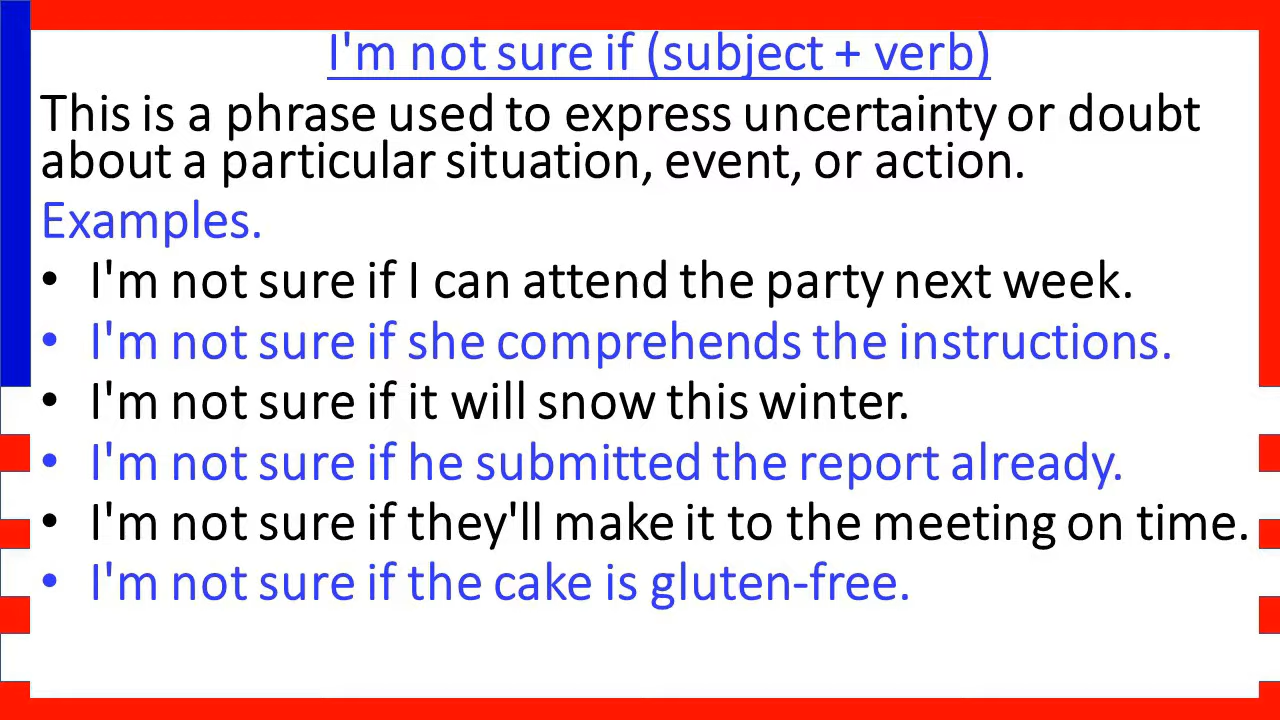 I'm not sure if (subject + verb)
This is a phrase used to express uncertainty or doubt
about a particular situation, event, or action.
Examples.
• I'm not sure if I can attend the party next week.
• I'm not sure if she comprehends the instructions.
• I'm not sure if it will snow this winter.
• I'm not sure if he submitted the report already.
• I'm not sure if they'll make it to the meeting on time.
• I'm not sure if the cake is gluten-free.